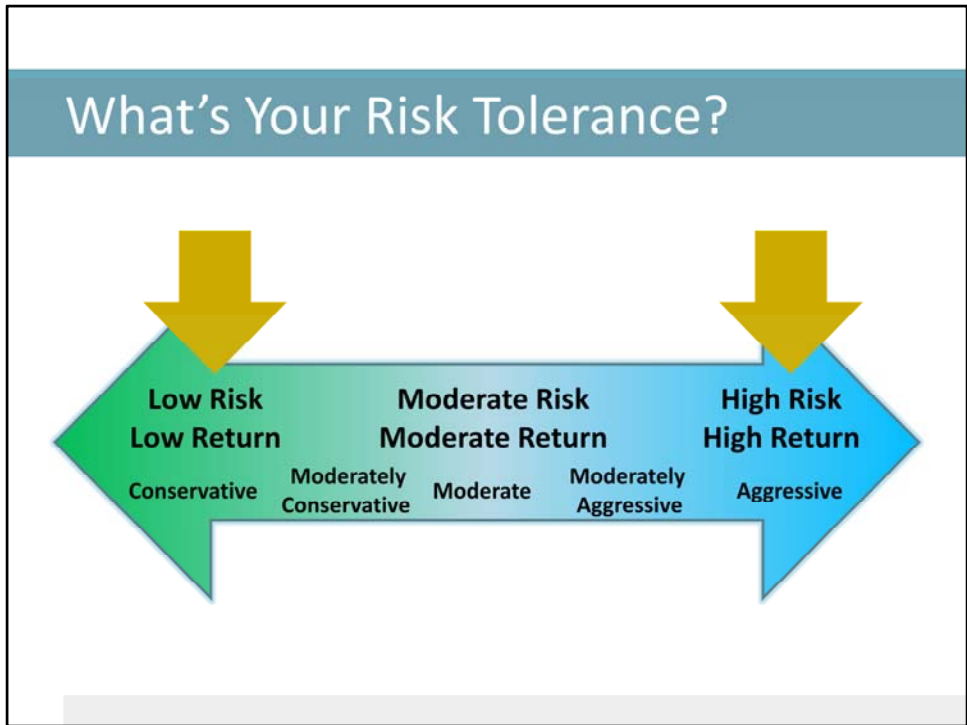 What’s Your Risk Tolerance?
Low Risk
Low Return
Moderate Risk
Moderate Return
High Risk
High Return
Conservative
Moderately
Conservative
Moderate
Moderately
Aggressive
Aggressive